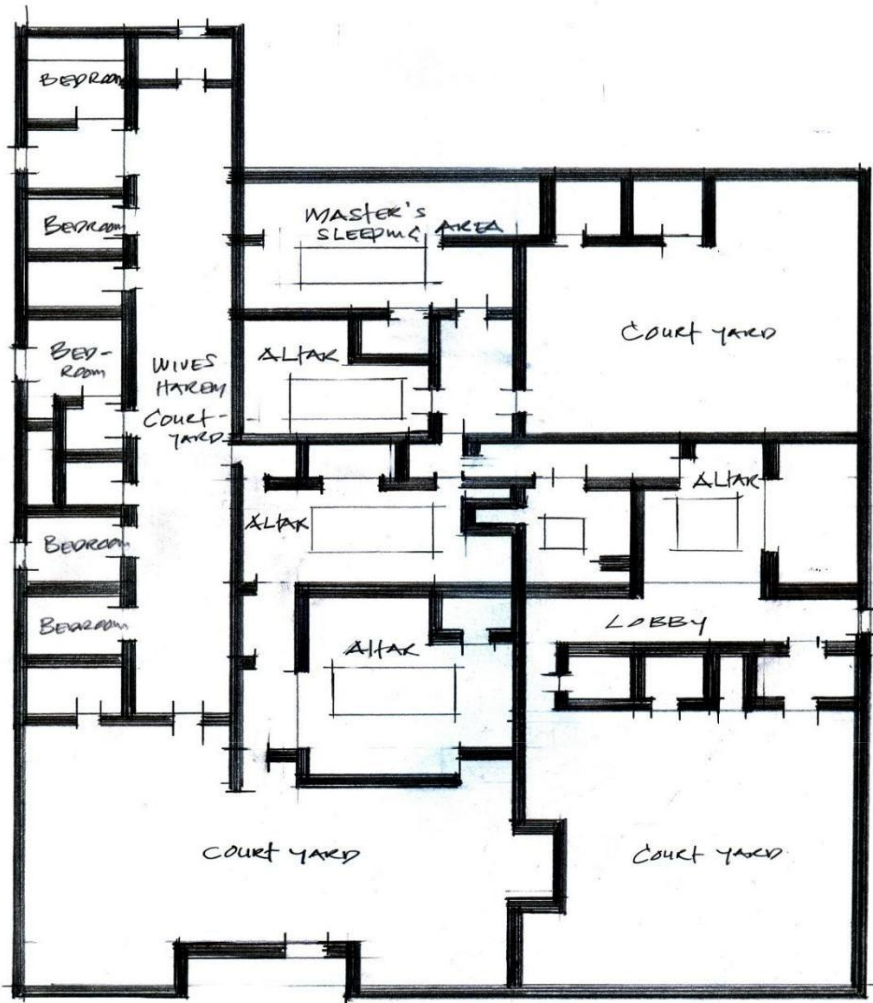 BEDROOM
MASTER'S
SLEEPING AREA
BEDROOM
COURT YARD
BED-
ROOM
ALTAR
WIVES
HAREM
COURT-
YARD
ALTAR
ALTAR
BEDROOM
BEDROOM
LOBBY
ALTAR
COURT YARD
COURT YARD